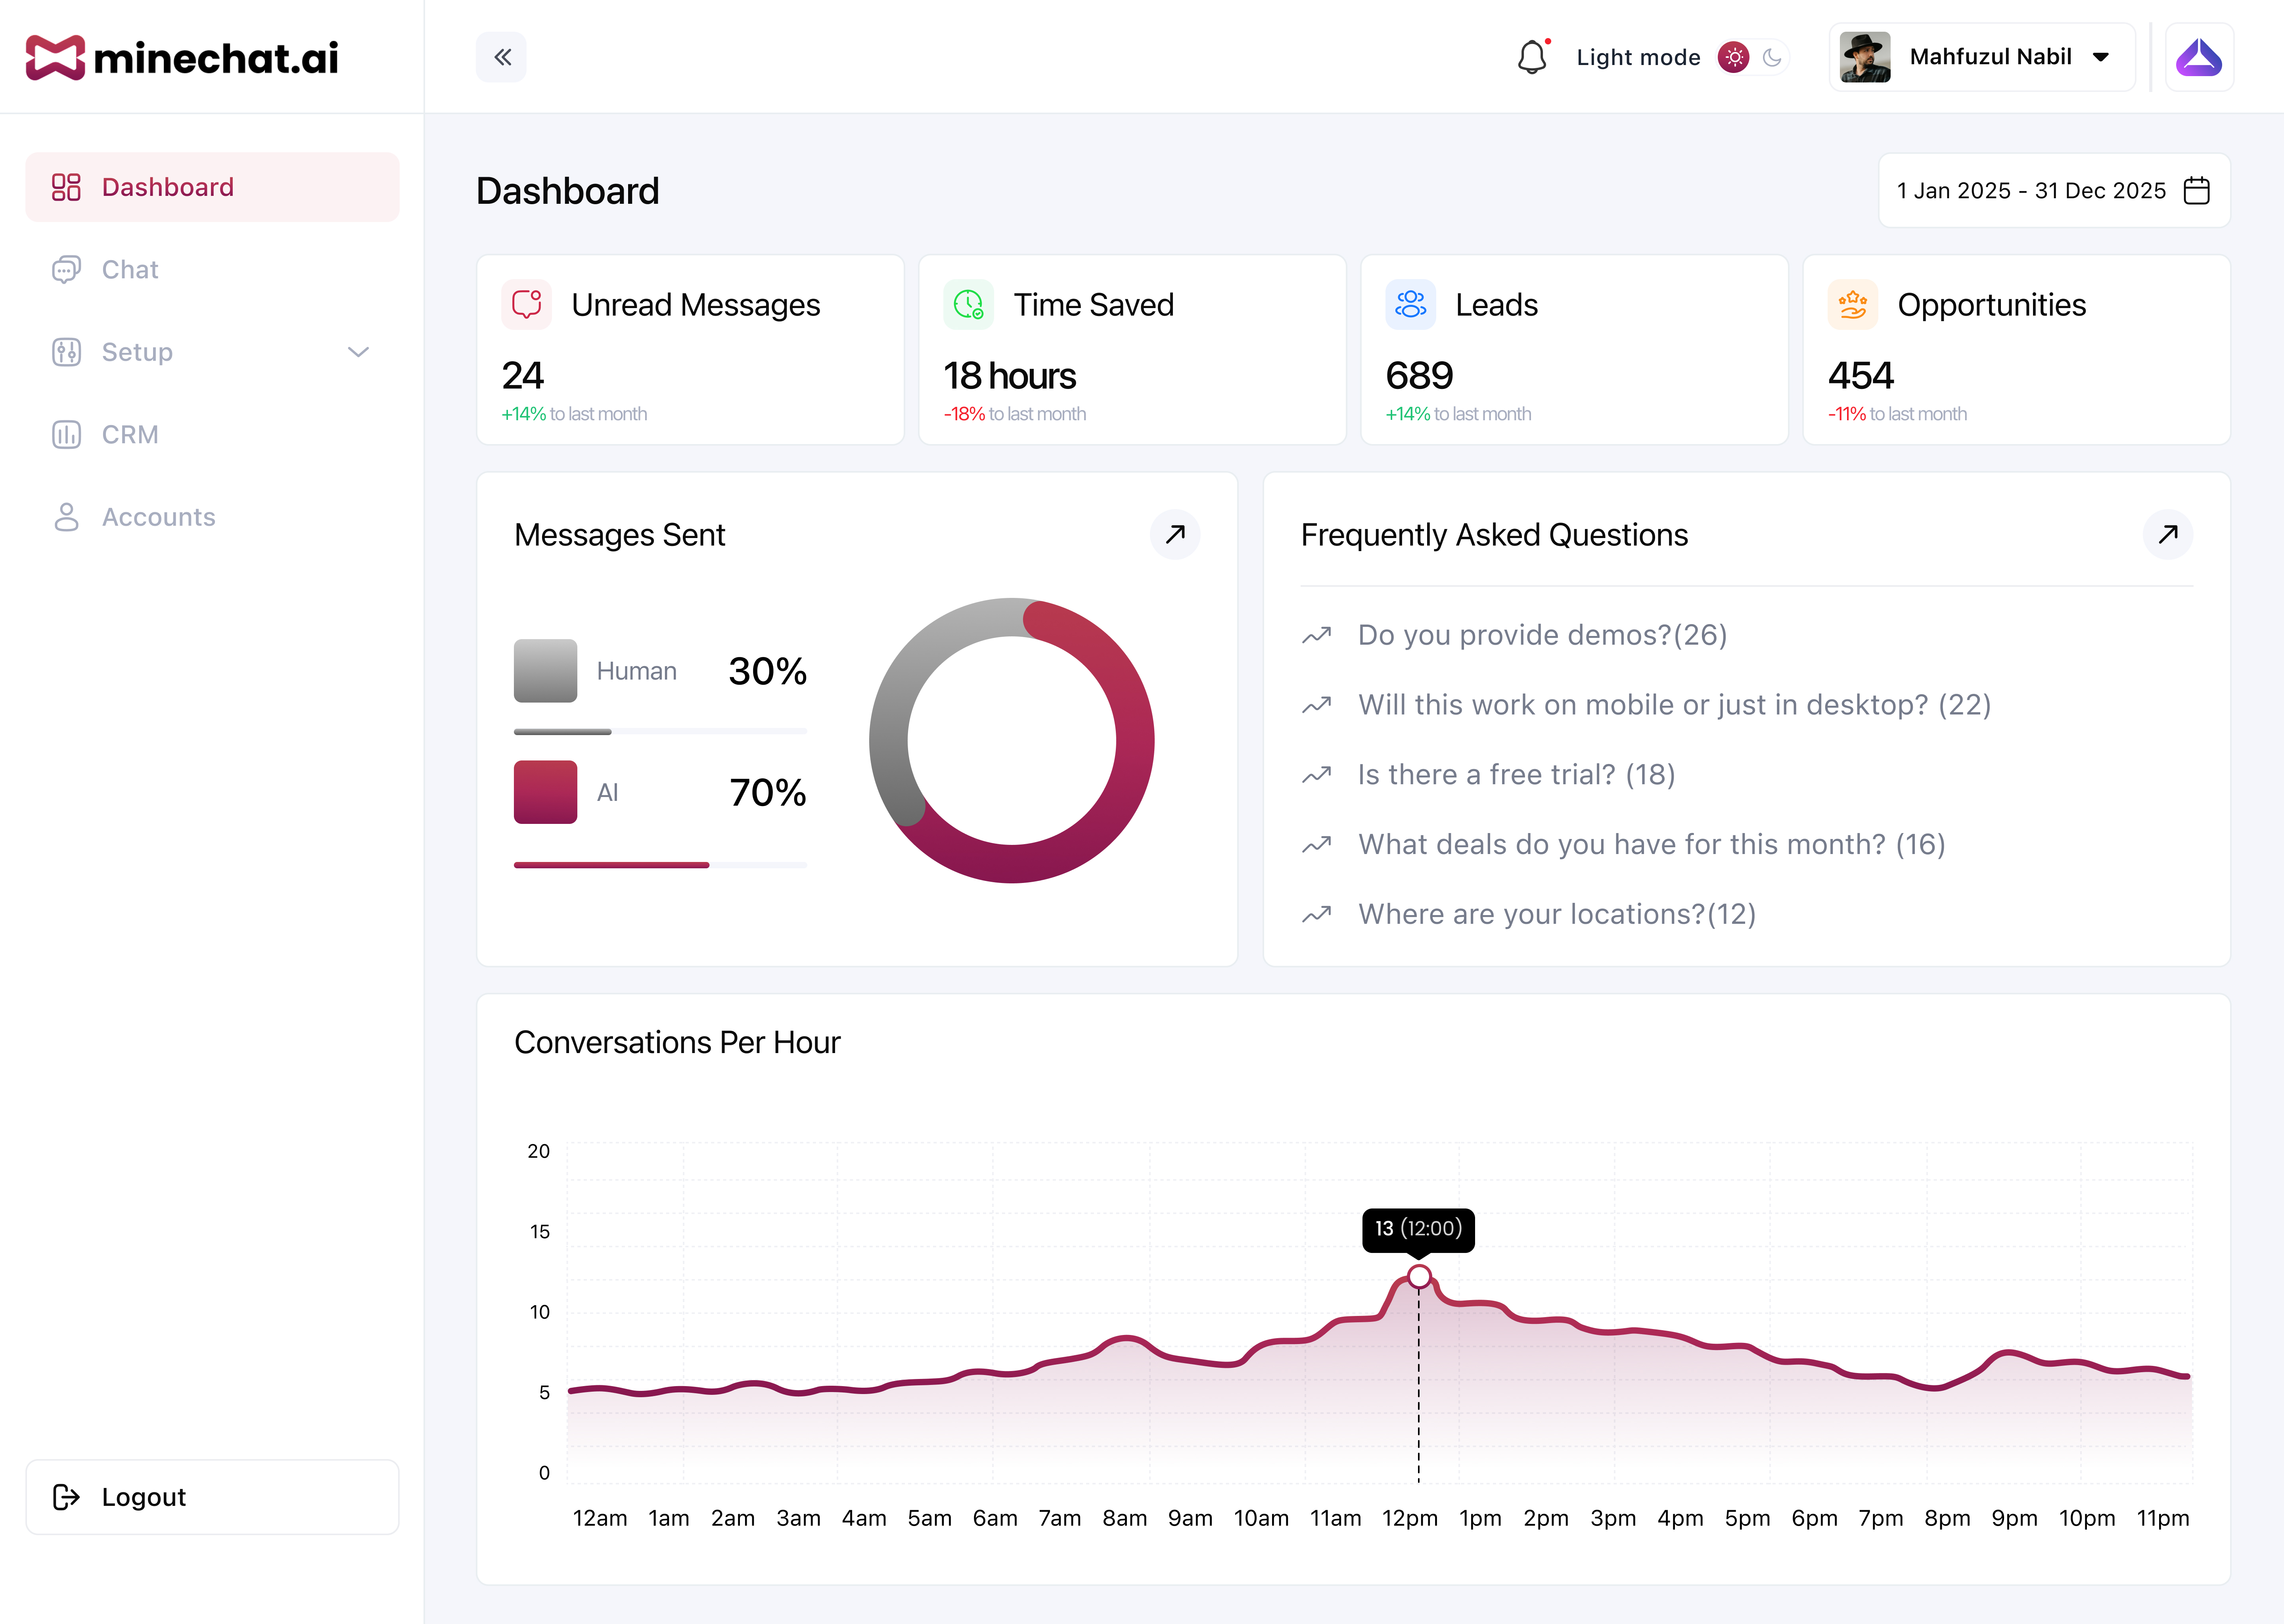 minechat.ai
Light mode
Mahfuzul Nabil
Dashboard
Chat
Setup
CRM
Accounts
Logout
Dashboard
1 Jan 2025 - 31 Dec 2025
Unread Messages
24
+14% to last month
Time Saved
18 hours
-18% to last month
Leads
689
+14% to last month
Opportunities
454
-11% to last month
Messages Sent
Human 30%
AI 70%
Frequently Asked Questions
Do you provide demos?(26)
Will this work on mobile or just in desktop? (22)
Is there a free trial? (18)
What deals do you have for this month? (16)
Where are your locations?(12)
Conversations Per Hour
20
15
10
5
0
13 (12:00)
12am 1am 2am 3am 4am 5am 6am 7am 8am 9am 10am 11am 12pm 1pm 2pm 3pm 4pm 5pm 6pm 7pm 8pm 9pm 10pm 11pm